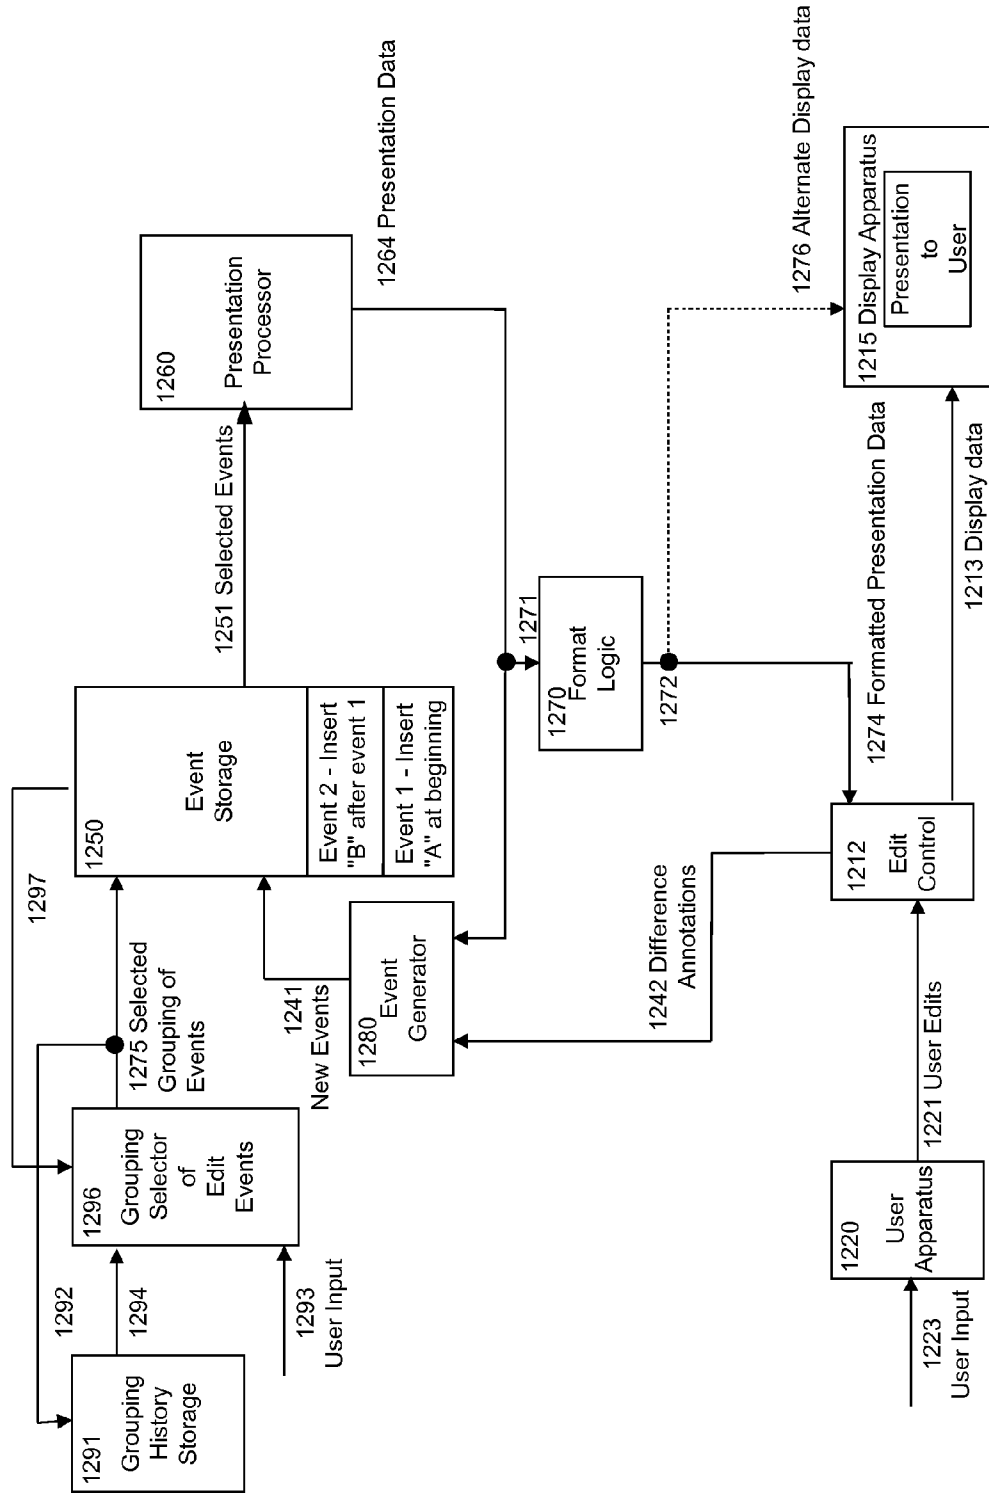 1291
Grouping
History
Storage
1292
1294
1293
User Input
1296
Grouping
Selector
of
Edit
Events
1275 Selected
Grouping of
Events
1297
1250
Event
Storage
Event 2 - Insert
"B" after event 1
Event 1 - Insert
"A" at beginning
1241
New Events
1280
Event
Generator
1251 Selected Events
1260
Presentation
Processor
1264 Presentation Data
1271
1270
Format
Logic
1272
1276 Alternate Display data
1242 Difference
Annotations
1274 Formatted Presentation Data
1223
User Input
1220
User
Apparatus
1221 User Edits
1212
Edit
Control
1213 Display data
1215 Display Apparatus
Presentation
to
User